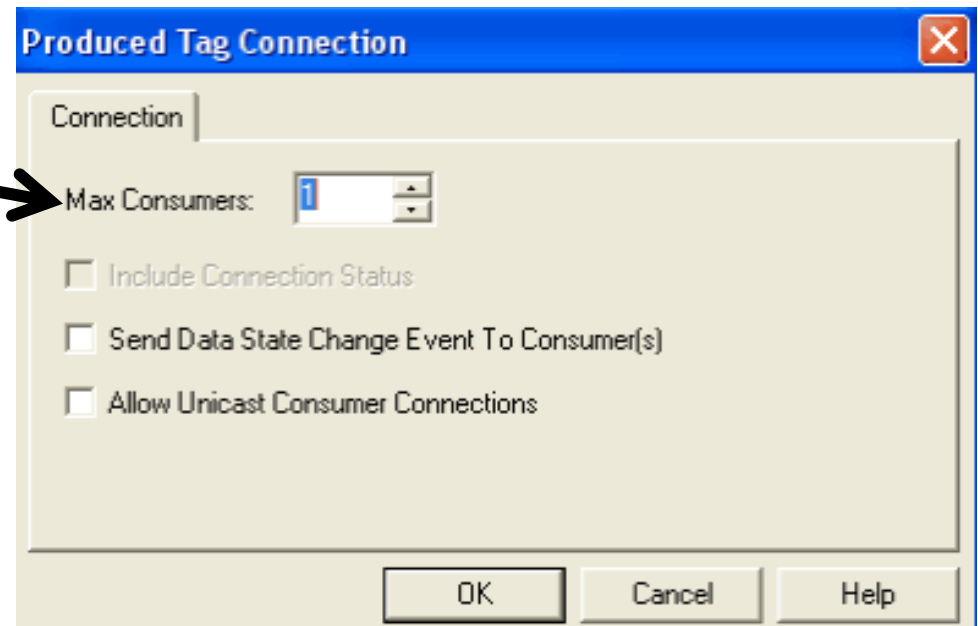 Produced Tag Connection
Connection
Max Consumers: 1
Include Connection Status
Send Data State Change Event To Consumer(s)
Allow Unicast Consumer Connections
OK Cancel Help